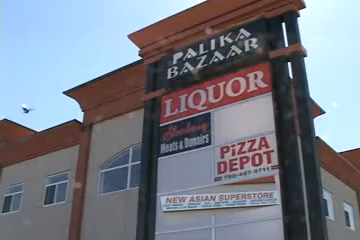 PALIKA
BAZAAR
LIQUOR
Meats & Donairs
PiZZA
DEPOT
NEW ASIAN SUPERSTORE